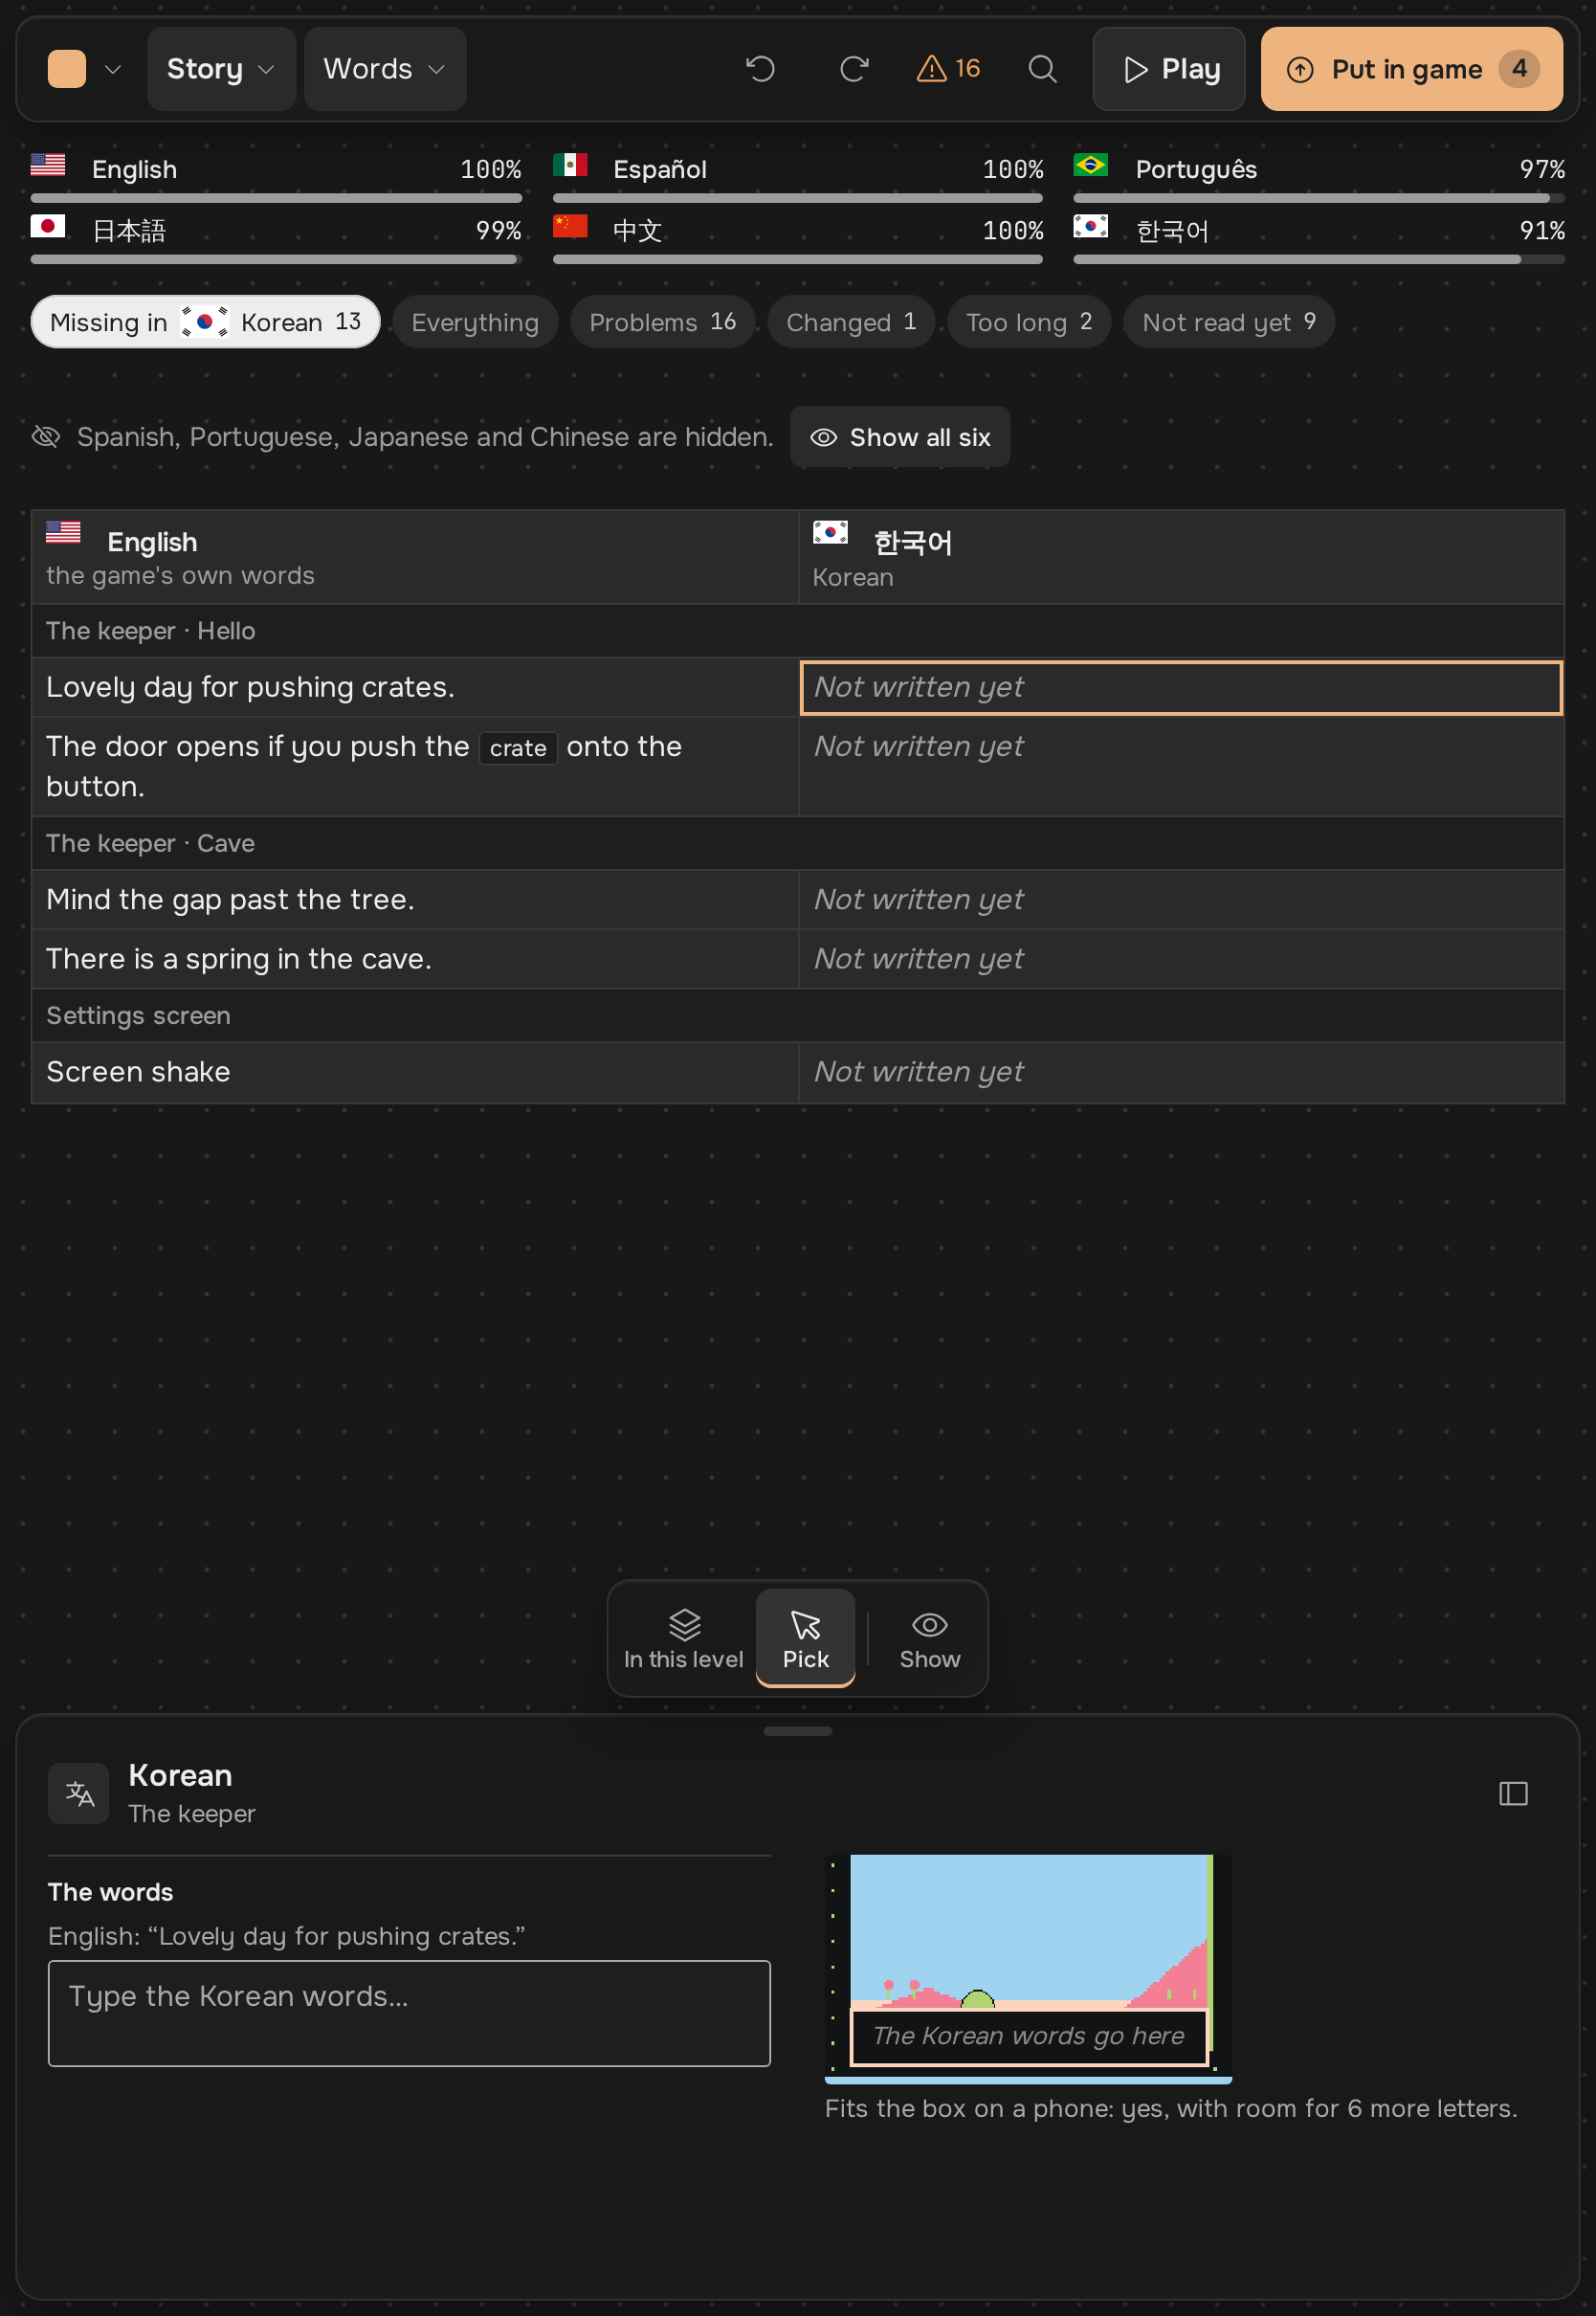 Story
Words
16
Play
Put in game 4
English 100%
Español 100%
Português 97%
日本語 99%
中文 100%
한국어 91%
Missing in Korean 13
Everything
Problems 16
Changed 1
Too long 2
Not read yet 9
Spanish, Portuguese, Japanese and Chinese are hidden.
Show all six
English
the game's own words
한국어
Korean
The keeper · Hello
Lovely day for pushing crates.
Not written yet
The door opens if you push the crate onto the
button.
Not written yet
The keeper · Cave
Mind the gap past the tree.
Not written yet
There is a spring in the cave.
Not written yet
Settings screen
Screen shake
Not written yet
In this level
Pick
Show
Korean
The keeper
The words
English: “Lovely day for pushing crates.”
Type the Korean words...
The Korean words go here
Fits the box on a phone: yes, with room for 6 more letters.